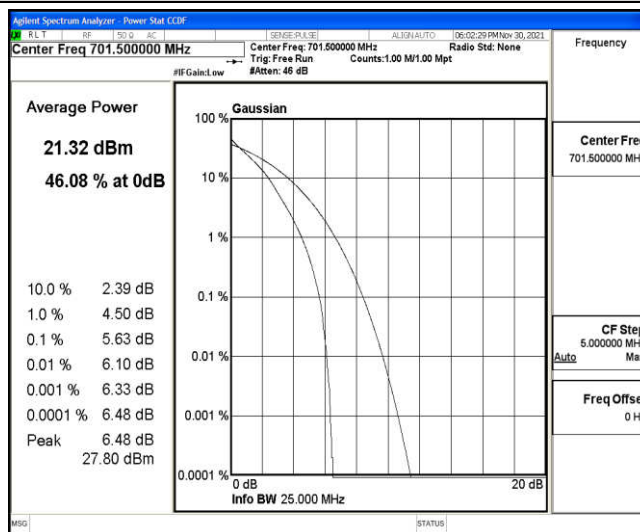 Agilent Spectrum Analyzer - Power Stat CCDF
RLT RF 50 Ω AC SENSE:PULSE ALIGNAUTO 06:02:29 PM Nov 30, 2021
Center Freq 701.500000 MHz
Center Freq: 701.500000 MHz Radio Std: None
Trig: Free Run Counts:1.00 M/1.00 Mpt
#IFGain:Low #Atten: 46 dB
Frequency
Average Power
21.32 dBm
46.08 % at 0dB
10.0 % 2.39 dB
1.0 % 4.50 dB
0.1 % 5.63 dB
0.01 % 6.10 dB
0.001 % 6.33 dB
0.0001 % 6.48 dB
Peak 6.48 dB
27.80 dBm
Gaussian
100 %
10 %
1 %
0.1 %
0.01 %
0.001 %
0.0001 %
0 dB 20 dB
Info BW 25.000 MHz
Center Fre
701.500000 MH
CF Step
5.000000 MH
Auto Ma
Freq Offse
0 H
MSG STATUS